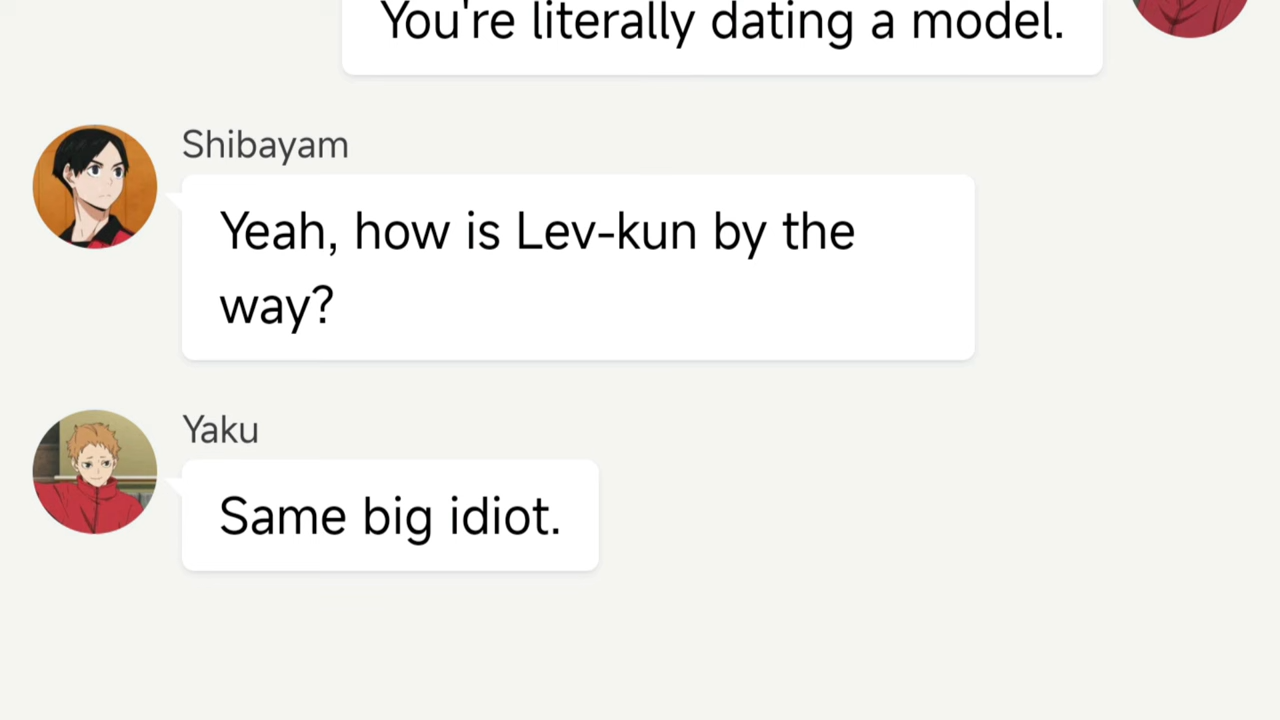 You're literally dating a model.
Shibayam
Yeah, how is Lev-kun by the
way?
Yaku
Same big idiot.